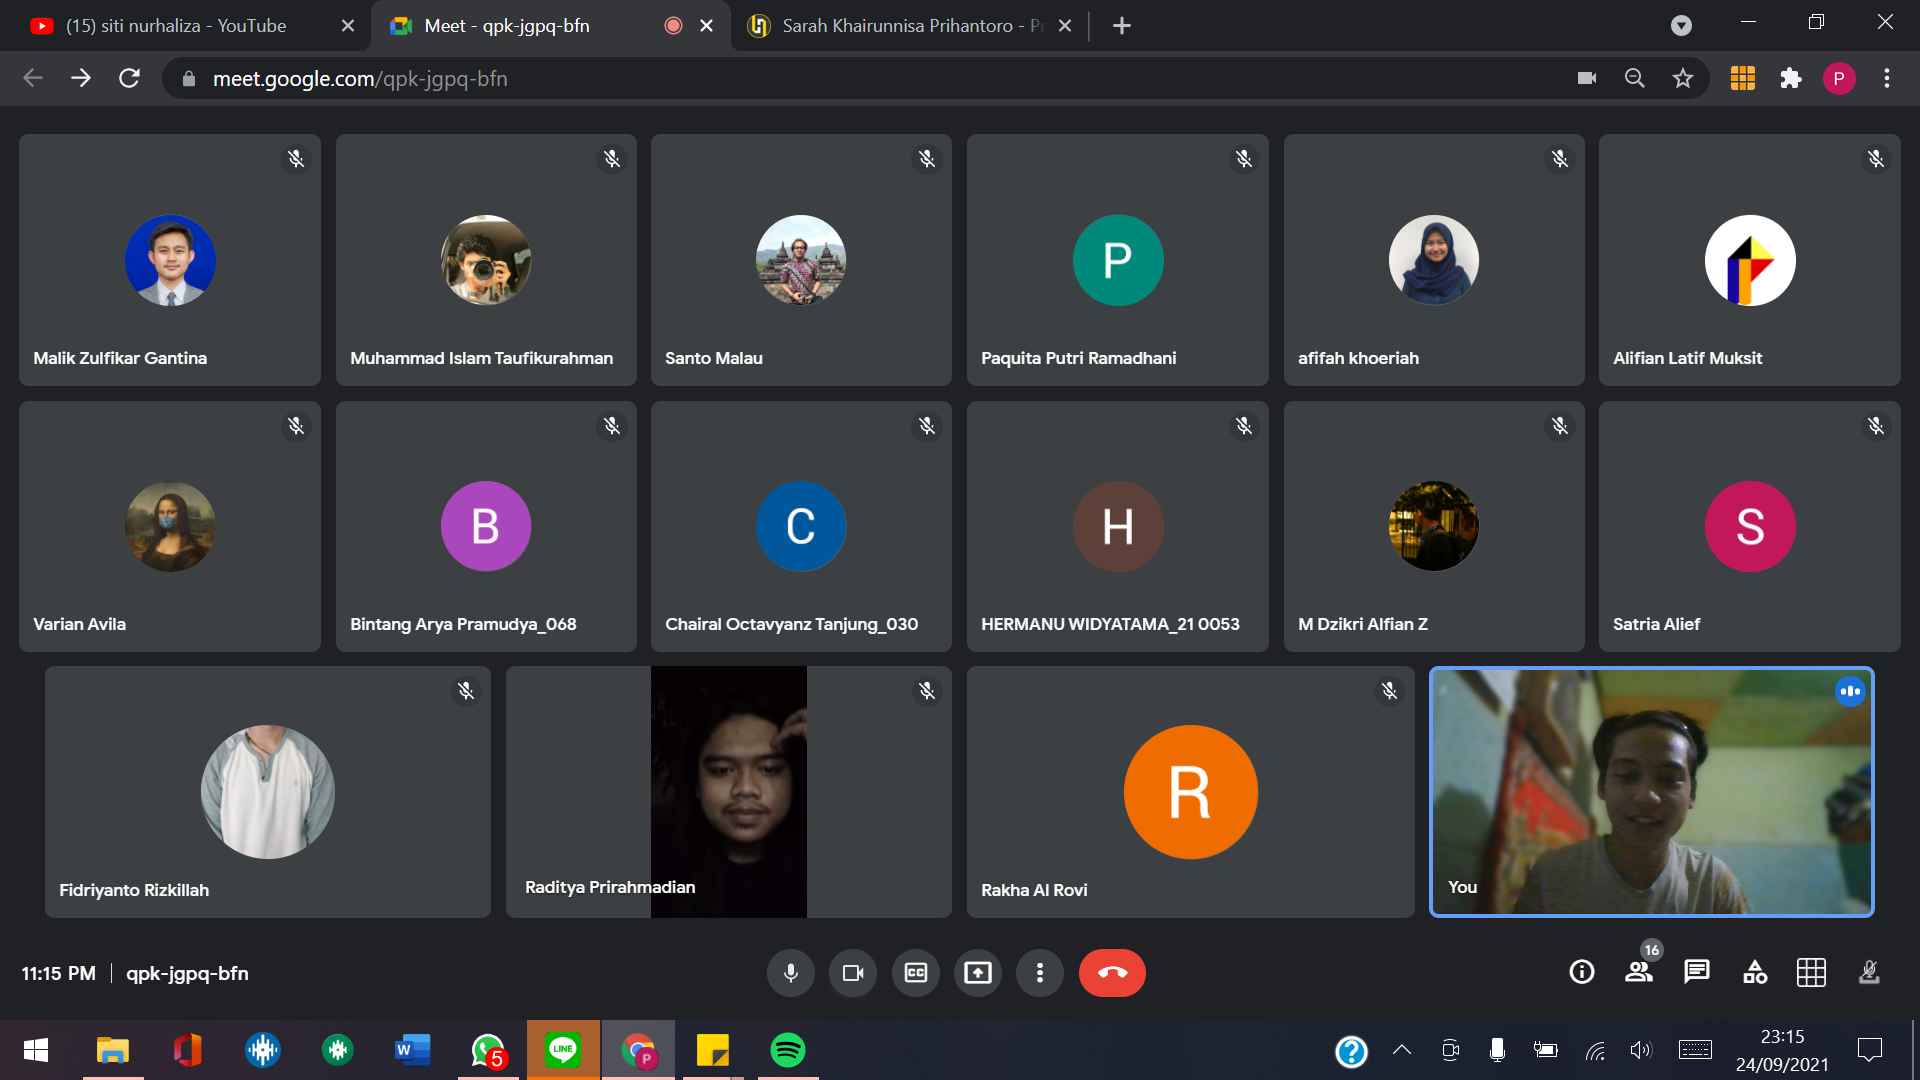 (15) siti nurhaliza - YouTube
Meet - qpk-jgpq-bfn
Sarah Khairunnisa Prihantoro - Pr
meet.google.com/qpk-jgpq-bfn
P
Malik Zulfikar Gantina
Muhammad Islam Taufikurahman
Santo Malau
P
Paquita Putri Ramadhani
afifah khoeriah
Alifian Latif Muksit
Varian Avila
B
Bintang Arya Pramudya_068
C
Chairal Octavyanz Tanjung_030
H
HERMANU WIDYATAMA_21 0053
M Dzikri Alfian Z
S
Satria Alief
Fidriyanto Rizkillah
Raditya Prirahmadian
R
Rakha Al Rovi
You
11:15 PM | qpk-jgpq-bfn
CC
16
W
5
LINE
P
?
23:15
24/09/2021